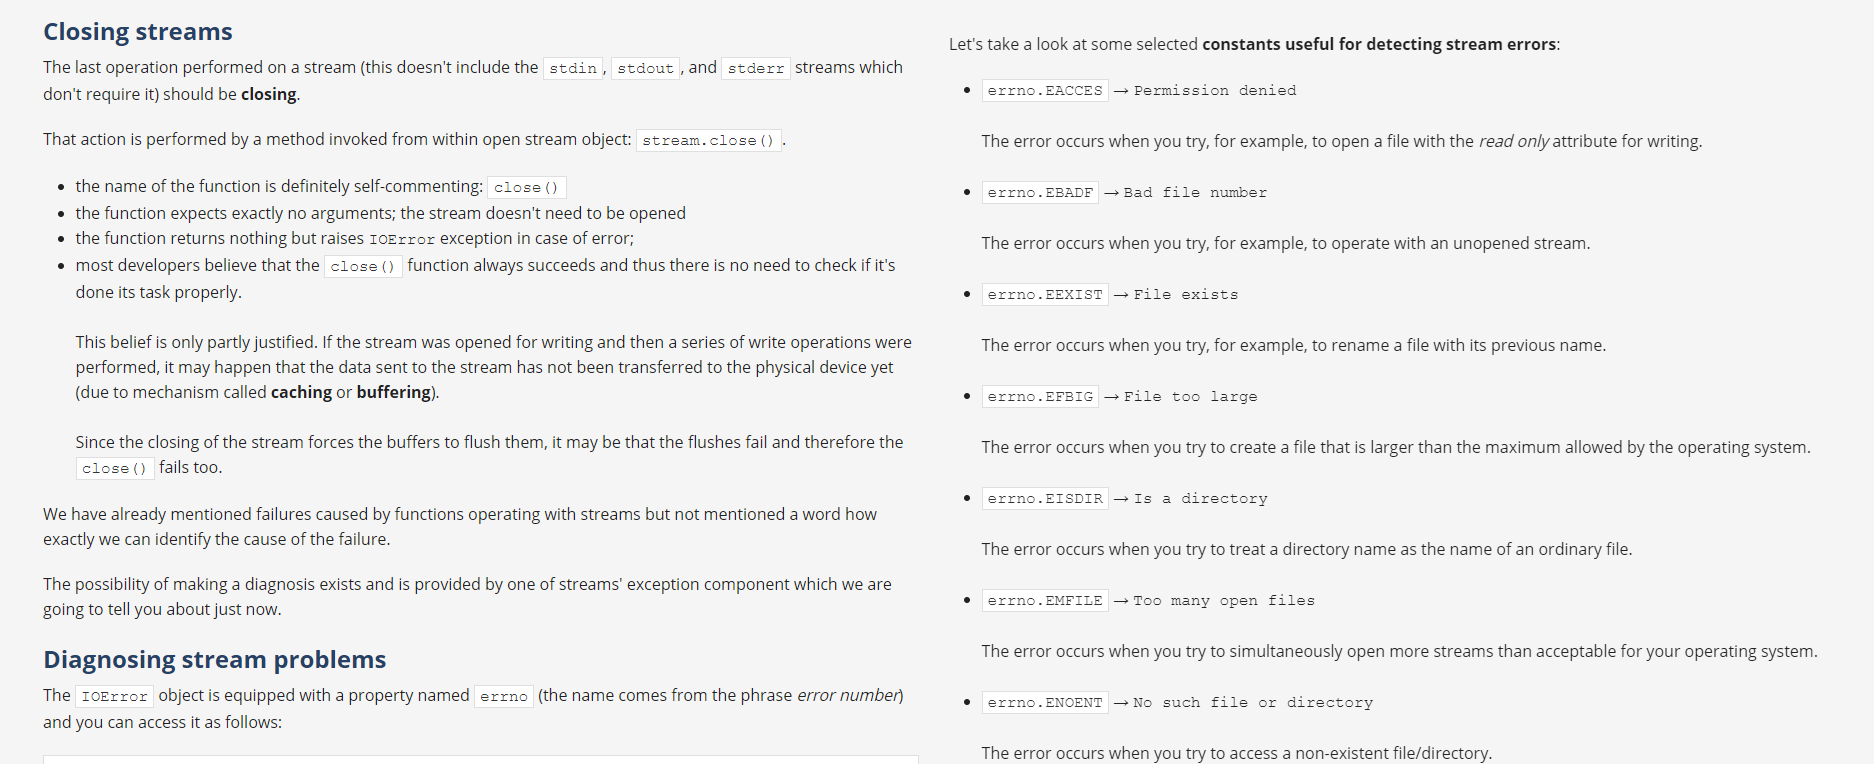 Closing streams
The last operation performed on a stream (this doesn't include the stdin, stdout, and stderr streams which
don't require it) should be closing.
That action is performed by a method invoked from within open stream object: stream.close().
• the name of the function is definitely self-commenting: close()
• the function expects exactly no arguments; the stream doesn't need to be opened
• the function returns nothing but raises IOError exception in case of error;
• most developers believe that the close() function always succeeds and thus there is no need to check if it's
done its task properly.
This belief is only partly justified. If the stream was opened for writing and then a series of write operations were
performed, it may happen that the data sent to the stream has not been transferred to the physical device yet
(due to mechanism called caching or buffering).
Since the closing of the stream forces the buffers to flush them, it may be that the flushes fail and therefore the
close() fails too.
We have already mentioned failures caused by functions operating with streams but not mentioned a word how
exactly we can identify the cause of the failure.
The possibility of making a diagnosis exists and is provided by one of streams' exception component which we are
going to tell you about just now.
Diagnosing stream problems
The IOError object is equipped with a property named errno (the name comes from the phrase error number)
and you can access it as follows:
Let's take a look at some selected constants useful for detecting stream errors:
• errno.EACCES → Permission denied
The error occurs when you try, for example, to open a file with the read only attribute for writing.
• errno.EBADF → Bad file number
The error occurs when you try, for example, to operate with an unopened stream.
• errno.EEXIST → File exists
The error occurs when you try, for example, to rename a file with its previous name.
• errno.EFBIG → File too large
The error occurs when you try to create a file that is larger than the maximum allowed by the operating system.
• errno.EISDIR → Is a directory
The error occurs when you try to treat a directory name as the name of an ordinary file.
• errno.EMFILE → Too many open files
The error occurs when you try to simultaneously open more streams than acceptable for your operating system.
• errno.ENOENT → No such file or directory
The error occurs when you try to access a non-existent file/directory.